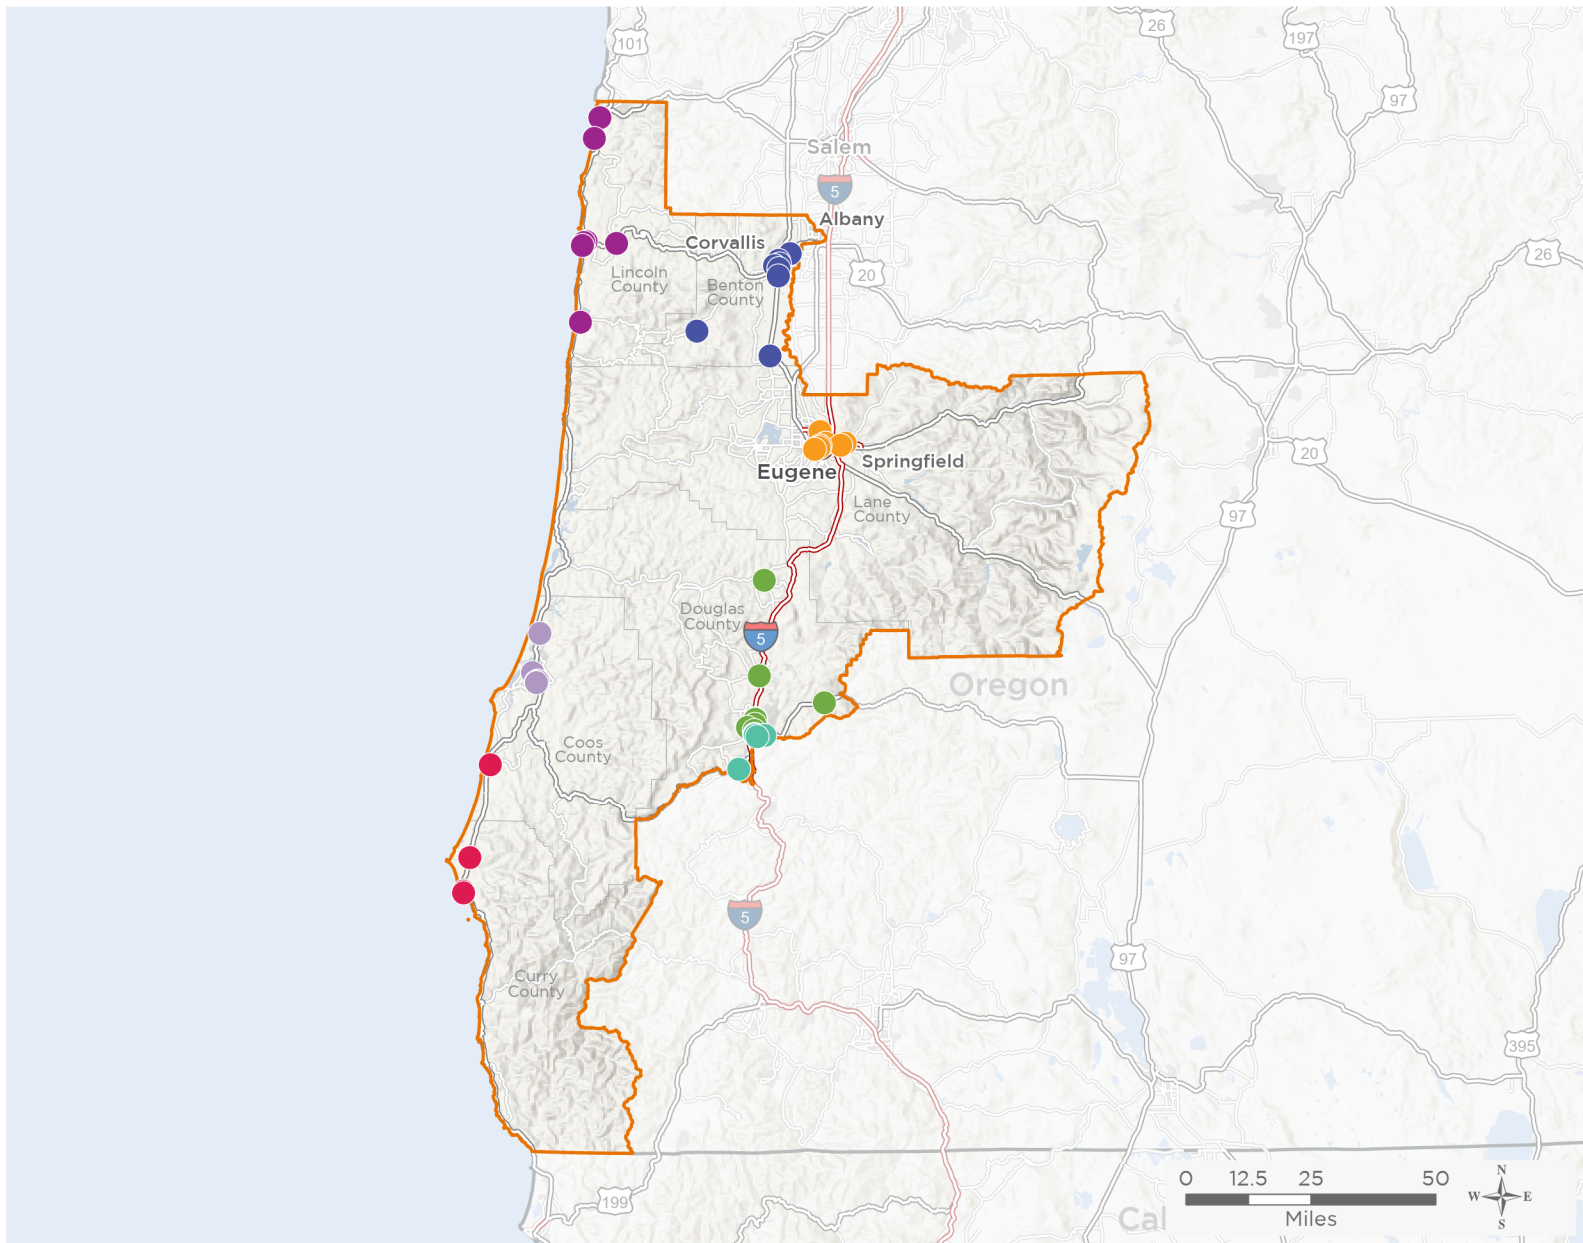 26
101
197
97
Salem
5
Albany
Corvallis
26
20
Lincoln
County
Benton
County
20
Springfield
Eugene
Lane
County
97
Douglas
County
5
Oregon
Coos
County
5
97
Curry
County
395
0 12.5 25 50
Miles
N
W E
S
199
Cal